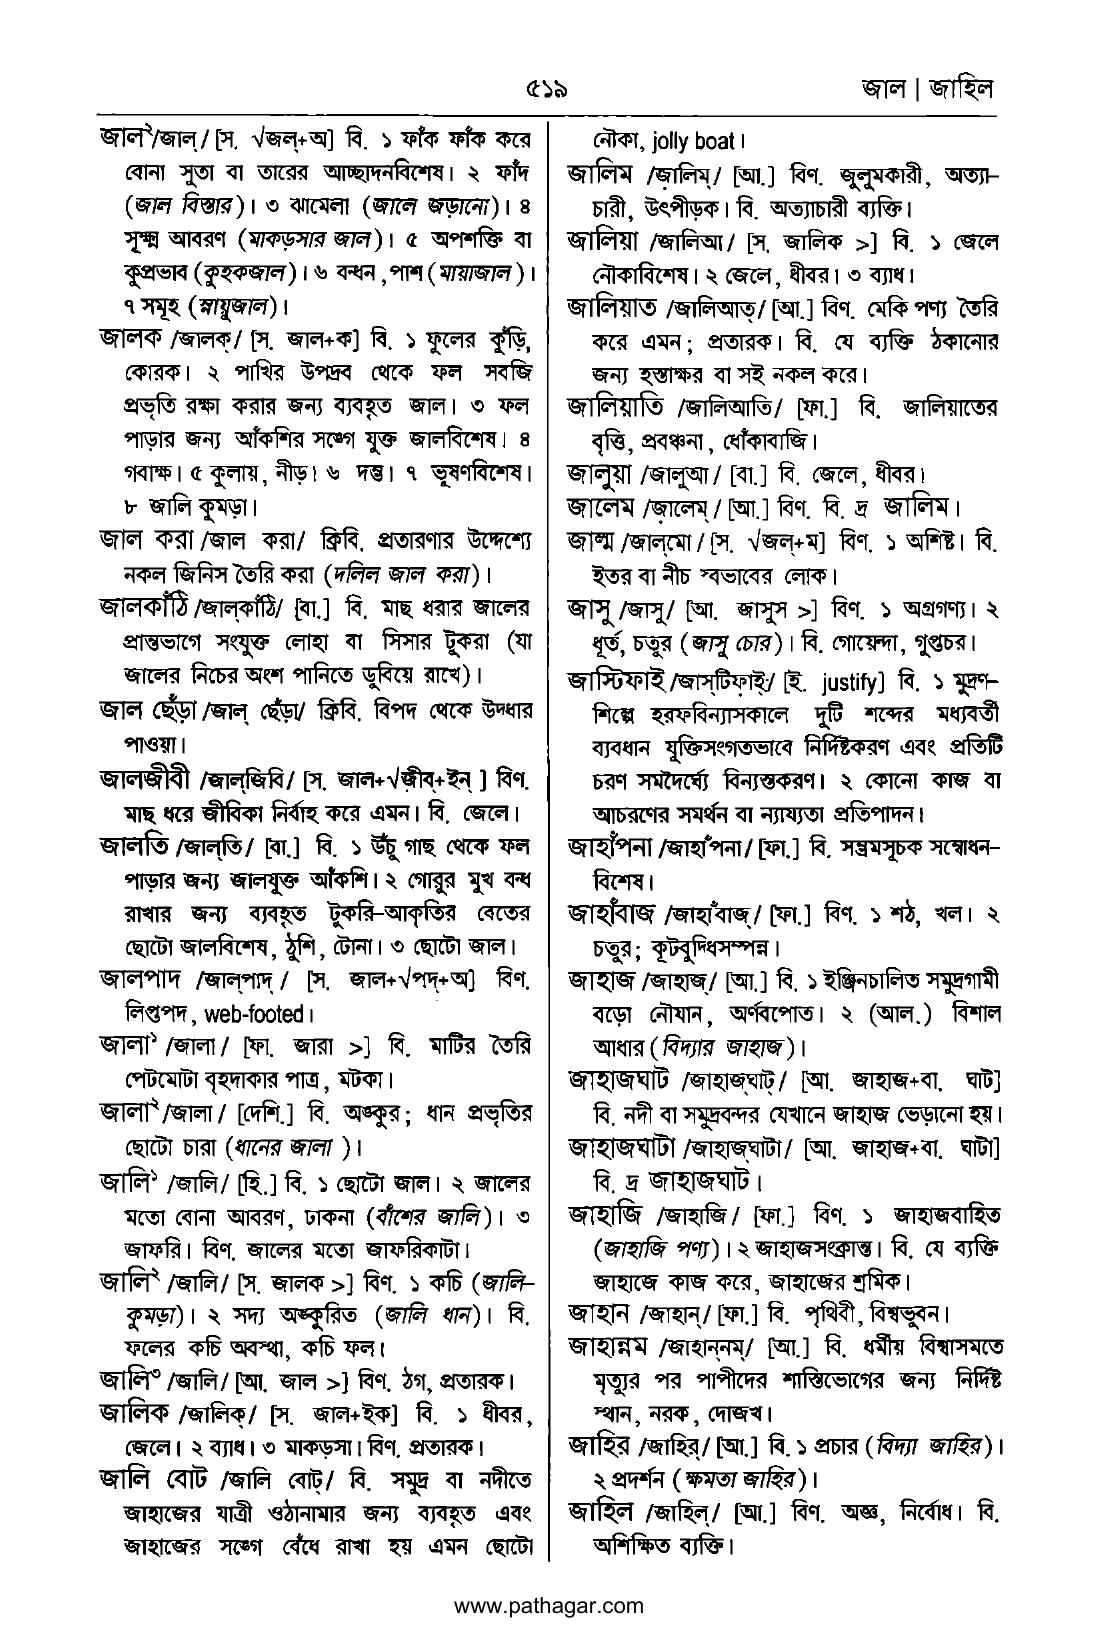 ৫১৯
জাল | জাহিল
জাল২/জাল্/ [স. √জল্+অ] বি. ১ ফাঁক ফাঁক করে
বোনা সুতা বা তারের আচ্ছাদনবিশেষ। ২ ফাঁদ
(জাল বিস্তার)। ৩ ঝামেলা (জালে জড়ানো)। ৪
সূক্ষ্ম আবরণ (মাকড়সার জাল)। ৫ অপশক্তি বা
কুপ্রভাব (কুহকজাল)। ৬ বন্ধন, পাশ (মায়াজাল)।
৭ সমূহ (স্নায়ুজাল)।
জালক /জালক্/ [স. জাল+ক] বি. ১ ফুলের কুঁড়ি,
কোরক। ২ পাখির উপদ্রব থেকে ফল সবজি
প্রভৃতি রক্ষা করার জন্য ব্যবহৃত জাল। ৩ ফল
পাড়ার জন্য আঁকশির সঙ্গে যুক্ত জালবিশেষ। ৪
গবাক্ষ। ৫ কুলায়, নীড়। ৬ দম্ভ। ৭ ভূষণবিশেষ।
৮ জালি কুমড়া।
জাল করা /জাল করা/ ক্রিবি. প্রতারণার উদ্দেশ্যে
নকল জিনিস তৈরি করা (দলিল জাল করা)।
জালকাঁঠি /জাল্‌কাঁঠি/ [বা.] বি. মাছ ধরার জালের
প্রান্তভাগে সংযুক্ত লোহা বা সিসার টুকরা (যা
জালের নিচের অংশ পানিতে ডুবিয়ে রাখে)।
জাল ছেঁড়া /জাল্ ছেঁড়া/ ক্রিবি. বিপদ থেকে উদ্ধার
পাওয়া।
জালজীবী /জাল্‌জিবি/ [স. জাল+√জীব্+ইন্ ] বিণ.
মাছ ধরে জীবিকা নির্বাহ করে এমন। বি. জেলে।
জালতি /জাল্‌তি/ [বা.] বি. ১ উঁচু গাছ থেকে ফল
পাড়ার জন্য জালযুক্ত আঁকশি। ২ গোরুর মুখ বন্ধ
রাখার জন্য ব্যবহৃত টুকরি-আকৃতির বেতের
ছোটো জালবিশেষ, ঠুশি, টোনা। ৩ ছোটো জাল।
জালপাদ /জাল্‌পাদ্ / [স. জাল+√পদ্+অ] বিণ.
লিপ্তপদ, web-footed।
জালা১ /জালা/ [ফা. জারা >] বি. মাটির তৈরি
পেটমোটা বৃহদাকার পাত্র, মটকা।
জালা২ /জালা/ [দেশি.] বি. অঙ্কুর; ধান প্রভৃতির
ছোটো চারা (ধানের জালা )।
জালি১ /জালি/ [হি.] বি. ১ ছোটো জাল। ২ জালের
মতো বোনা আবরণ, ঢাকনা (বাঁশের জালি)। ৩
জাফরি। বিণ. জালের মতো জাফরিকাটা।
জালি২ /জালি/ [স. জালক >] বিণ. ১ কচি (জালি-
কুমড়া)। ২ সদ্য অঙ্কুরিত (জালি ধান)। বি.
ফলের কচি অবস্থা, কচি ফল।
জালি৩ /জালি/ [আ. জাল >] বিণ. ঠগ, প্রতারক।
জালিক /জালিক্/ [স. জাল+ইক] বি. ১ ধীবর,
জেলে। ২ ব্যাধ। ৩ মাকড়সা। বিণ. প্রতারক।
জালি বোট /জালি বোট্/ বি. সমুদ্র বা নদীতে
জাহাজের যাত্রী ওঠানামার জন্য ব্যবহৃত এবং
জাহাজের সঙ্গে বেঁধে রাখা হয় এমন ছোটো
নৌকা, jolly boat।
জালিম /জ়ালিম্/ [আ.] বিণ. জুলুমকারী, অত্যা-
চারী, উৎপীড়ক। বি. অত্যাচারী ব্যক্তি।
জালিয়া /জালিআ/ [স. জালিক >] বি. ১ জেলে
নৌকাবিশেষ। ২ জেলে, ধীবর। ৩ ব্যাধ।
জালিয়াত /জালিআত্/ [আ.] বিণ. মেকি পণ্য তৈরি
করে এমন; প্রতারক। বি. যে ব্যক্তি ঠকানোর
জন্য হস্তাক্ষর বা সই নকল করে।
জালিয়াতি /জালিআতি/ [ফা.] বি. জালিয়াতের
বৃত্তি, প্রবঞ্চনা, ধোঁকাবাজি।
জালুয়া /জালুআ/ [বা.] বি. জেলে, ধীবর।
জালেম /জ়ালেম্/ [আ.] বিণ. বি. দ্র জালিম।
জাল্ম /জাল্‌মো/ [স. √জল্+ম] বিণ. ১ অশিষ্ট। বি.
ইতর বা নীচ স্বভাবের লোক।
জাসু /জাসু/ [আ. জাসুস >] বিণ. ১ অগ্রগণ্য। ২
ধূর্ত, চতুর (জাসু চোর)। বি. গোয়েন্দা, গুপ্তচর।
জাস্টিফাই /জাস্‌টিফ়াই্/ [ই. justify] বি. ১ মুদ্রণ-
শিল্পে হরফবিন্যাসকালে দুটি শব্দের মধ্যবর্তী
ব্যবধান যুক্তিসংগতভাবে নির্দিষ্টকরণ এবং প্রতিটি
চরণ সমদৈর্ঘ্যে বিন্যস্তকরণ। ২ কোনো কাজ বা
আচরণের সমর্থন বা ন্যায্যতা প্রতিপাদন।
জাহাঁপনা /জাহাঁপনা/ [ফা.] বি. সম্ভ্রমসূচক সম্বোধন-
বিশেষ।
জাহাঁবাজ /জাহাঁবাজ্/ [ফা.] বিণ. ১ শঠ, খল। ২
চতুর; কূটবুদ্ধিসম্পন্ন।
জাহাজ /জাহাজ্/ [আ.] বি. ১ ইঞ্জিনচালিত সমুদ্রগামী
বড়ো নৌযান, অর্ণবপোত। ২ (আল.) বিশাল
আধার (বিদ্যার জাহাজ)।
জাহাজঘাট /জাহাজ্‌ঘাট্/ [আ. জাহাজ+বা. ঘাট]
বি. নদী বা সমুদ্রবন্দর যেখানে জাহাজ ভেড়ানো হয়।
জাহাজঘাটা /জাহাজ্‌ঘাটা/ [আ. জাহাজ+বা. ঘাটা]
বি. দ্র জাহাজঘাট।
জাহাজি /জাহাজি/ [ফা.] বিণ. ১ জাহাজবাহিত
(জাহাজি পণ্য)। ২ জাহাজসংক্রান্ত। বি. যে ব্যক্তি
জাহাজে কাজ করে, জাহাজের শ্রমিক।
জাহান /জাহান্/ [ফা.] বি. পৃথিবী, বিশ্বভুবন।
জাহান্নম /জাহান্‌নম্/ [আ.] বি. ধর্মীয় বিশ্বাসমতে
মৃত্যুর পর পাপীদের শাস্তিভোগের জন্য নির্দিষ্ট
স্থান, নরক, দোজখ।
জাহির /জাহির্/ [আ.] বি. ১ প্রচার (বিদ্যা জাহির)।
২ প্রদর্শন (ক্ষমতা জাহির)।
জাহিল /জাহিল্/ [আ.] বিণ. অজ্ঞ, নির্বোধ। বি.
অশিক্ষিত ব্যক্তি।
www.pathagar.com